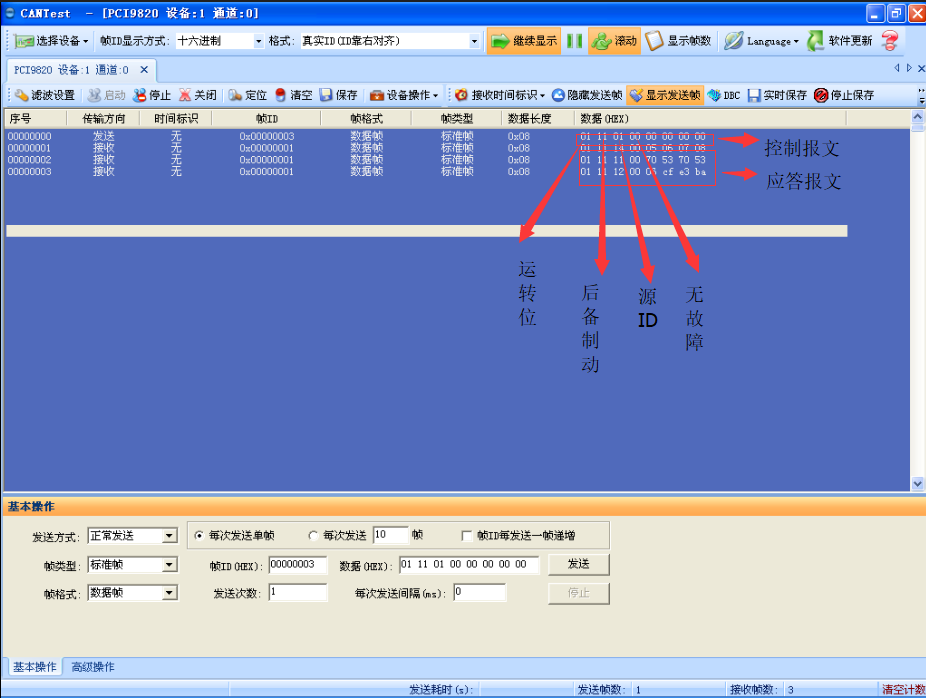 CANTest - [PCI9820 设备:1 通道:0]
选择设备 帧ID显示方式: 十六进制 格式: 真实ID(ID靠右对齐) 继续显示 滚动 显示帧数 Language 软件更新
PCI9820 设备:1 通道:0 ×
滤波设置 启动 停止 关闭 定位 清空 保存 设备操作 接收时间标识 隐藏发送帧 显示发送帧 DBC 实时保存 停止保存
序号 传输方向 时间标识 帧ID 帧格式 帧类型 数据长度 数据(HEX)
00000000 发送 无 0x00000003 数据帧 标准帧 0x08 01 11 01 00 00 00 00 00
00000001 接收 无 0x00000001 数据帧 标准帧 0x08 01 11 14 00 05 06 07 08
00000002 接收 无 0x00000001 数据帧 标准帧 0x08 01 11 11 00 70 53 70 53
00000003 接收 无 0x00000001 数据帧 标准帧 0x08 01 11 12 00 cf e3 ba
控制报文
应答报文
运转位
后备制动
源ID
无故障
基本操作
发送方式: 正常发送 每次发送单帧 每次发送 10 帧 帧ID每发送一帧递增
帧类型: 标准帧 帧ID(HEX): 00000003 数据(HEX): 01 11 01 00 00 00 00 00 发送
帧格式: 数据帧 发送次数: 1 每次发送间隔(ms): 0 停止
基本操作 高级操作
发送耗时(s): 发送帧数: 1 接收帧数: 3 清空计数